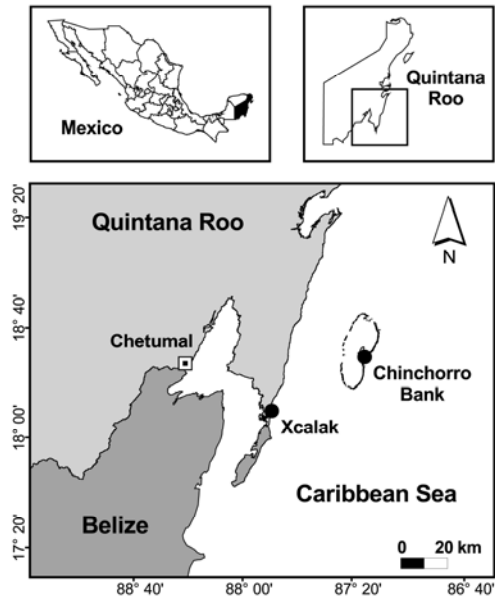 Mexico
Quintana
Roo
Quintana Roo
N
Chetumal
Chinchorro
Bank
Xcalak
Caribbean Sea
Belize
0 20 km
19° 20'
18° 40'
18° 00'
17° 20'
88° 40' 88° 00' 87° 20' 86° 40'